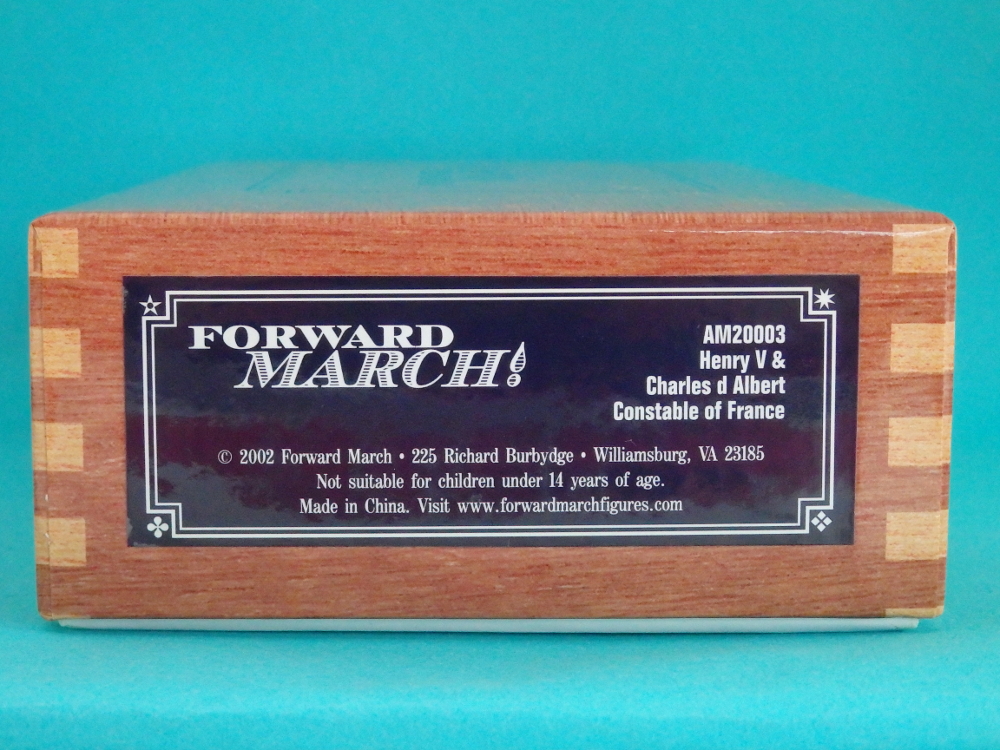 FORWARD
MARCH!
AM20003
Henry V &
Charles d Albert
Constable of France
© 2002 Forward March • 225 Richard Burbydge • Williamsburg, VA 23185
Not suitable for children under 14 years of age.
Made in China. Visit www.forwardmarchfigures.com